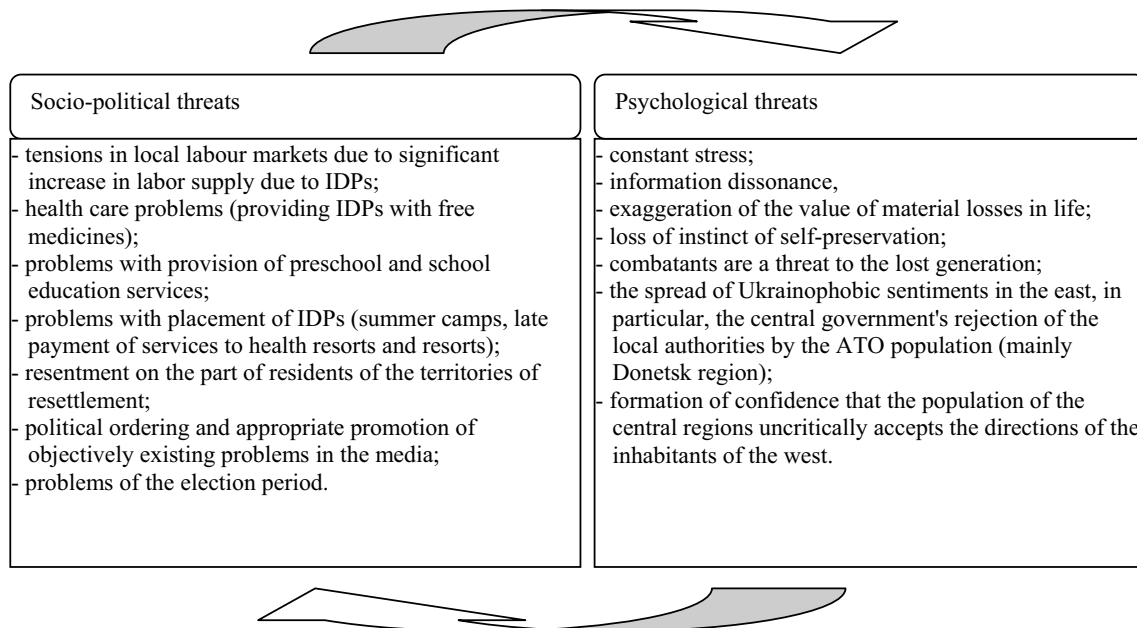 Socio-political threats
- tensions in local labour markets due to significant
increase in labor supply due to IDPs;
- health care problems (providing IDPs with free
medicines);
- problems with provision of preschool and school
education services;
- problems with placement of IDPs (summer camps, late
payment of services to health resorts and resorts);
- resentment on the part of residents of the territories of
resettlement;
- political ordering and appropriate promotion of
objectively existing problems in the media;
- problems of the election period.
Psychological threats
- constant stress;
- information dissonance,
- exaggeration of the value of material losses in life;
- loss of instinct of self-preservation;
- combatants are a threat to the lost generation;
- the spread of Ukrainophobic sentiments in the east, in
particular, the central government's rejection of the
local authorities by the ATO population (mainly
Donetsk region);
- formation of confidence that the population of the
central regions uncritically accepts the directions of the
inhabitants of the west.